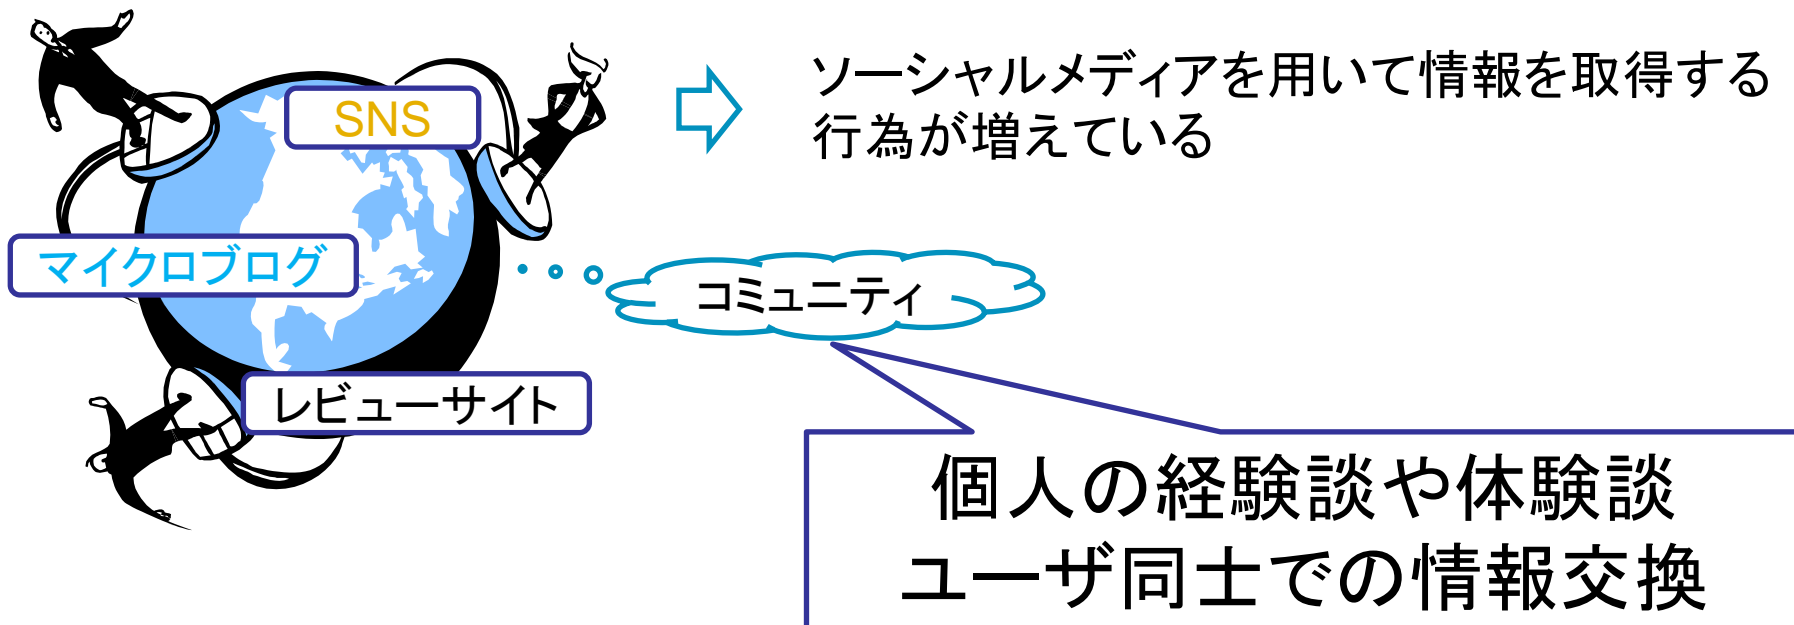 SNS
ソーシャルメディアを用いて情報を取得する
行為が増えている
マイクロブログ
コミュニティ
レビューサイト
個人の経験談や体験談
ユーザ同士での情報交換